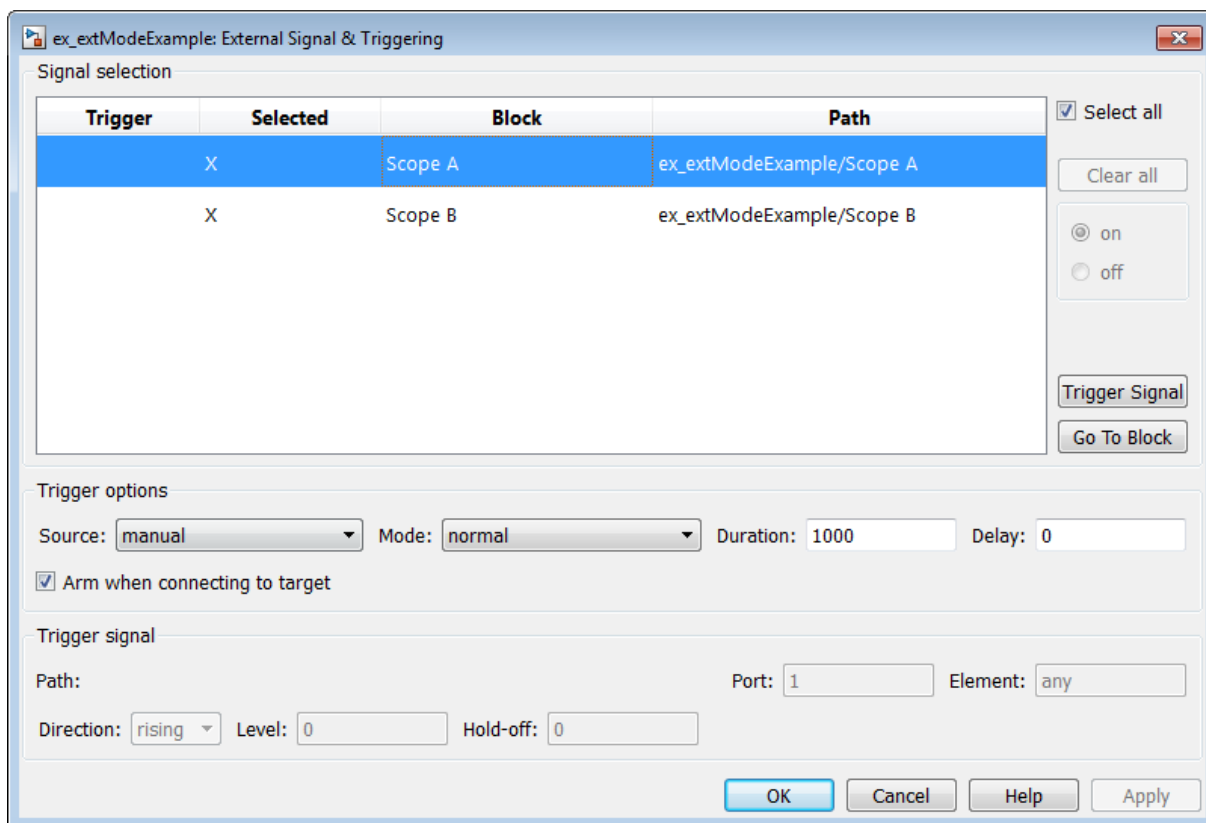 ex_extModeExample: External Signal & Triggering
Signal selection
Trigger Selected Block Path
X Scope A ex_extModeExample/Scope A
X Scope B ex_extModeExample/Scope B
Select all
Clear all
on
off
Trigger Signal
Go To Block
Trigger options
Source: manual Mode: normal Duration: 1000 Delay: 0
Arm when connecting to target
Trigger signal
Path: Port: 1 Element: any
Direction: rising Level: 0 Hold-off: 0
OK Cancel Help Apply